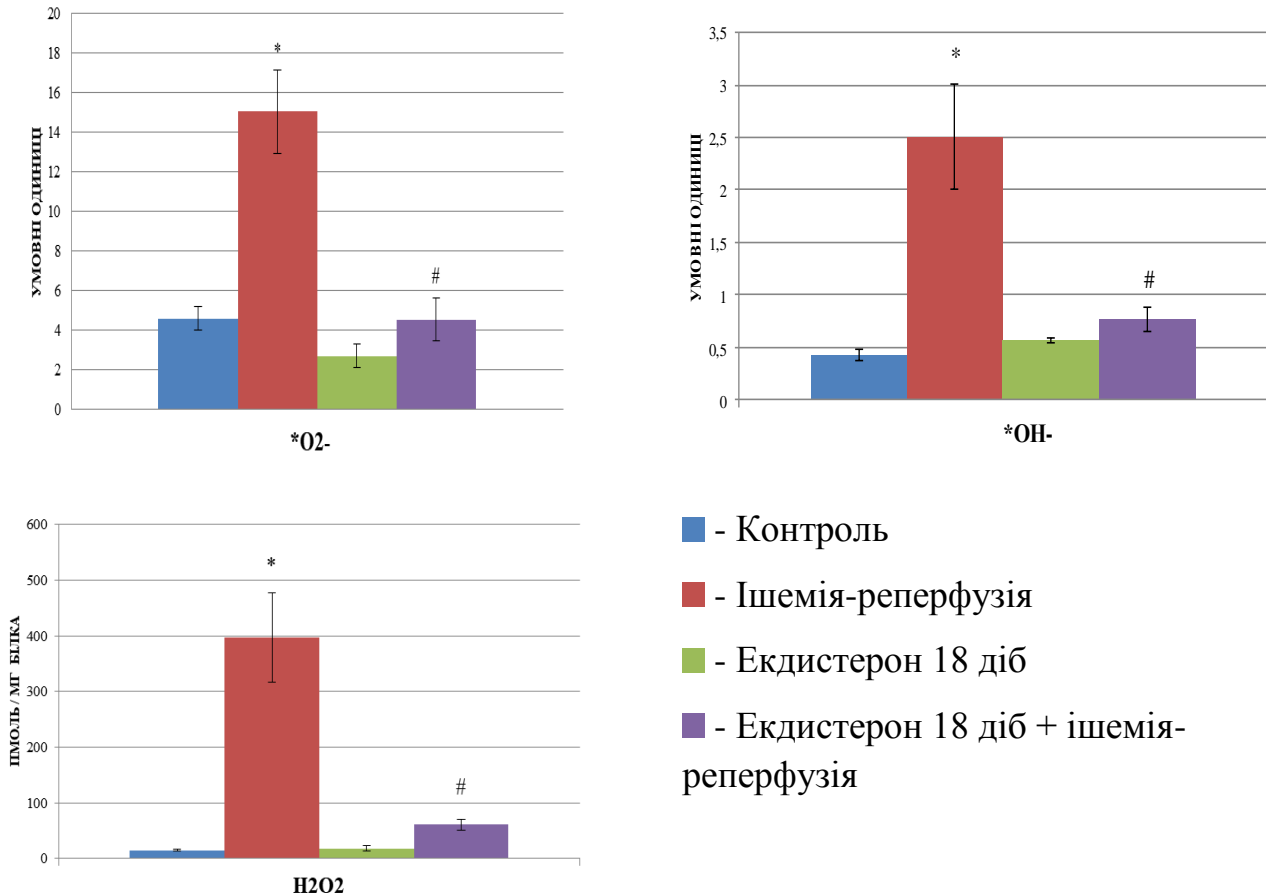 20
18
16
14
12
10
8
6
4
2
0
УМОВНІ ОДИНИЦІ
*
#
*O2-
3,5
3
2,5
2
1,5
1
0,5
0
УМОВНІ ОДИНИЦІ
*
#
*OH-
600
500
400
300
200
100
0
ПМОЛЬ / МГ БІЛКА
*
#
H2O2
- Контроль
- Ішемія-реперфузія
- Екдистерон 18 діб
- Екдистерон 18 діб + ішемія-
реперфузія